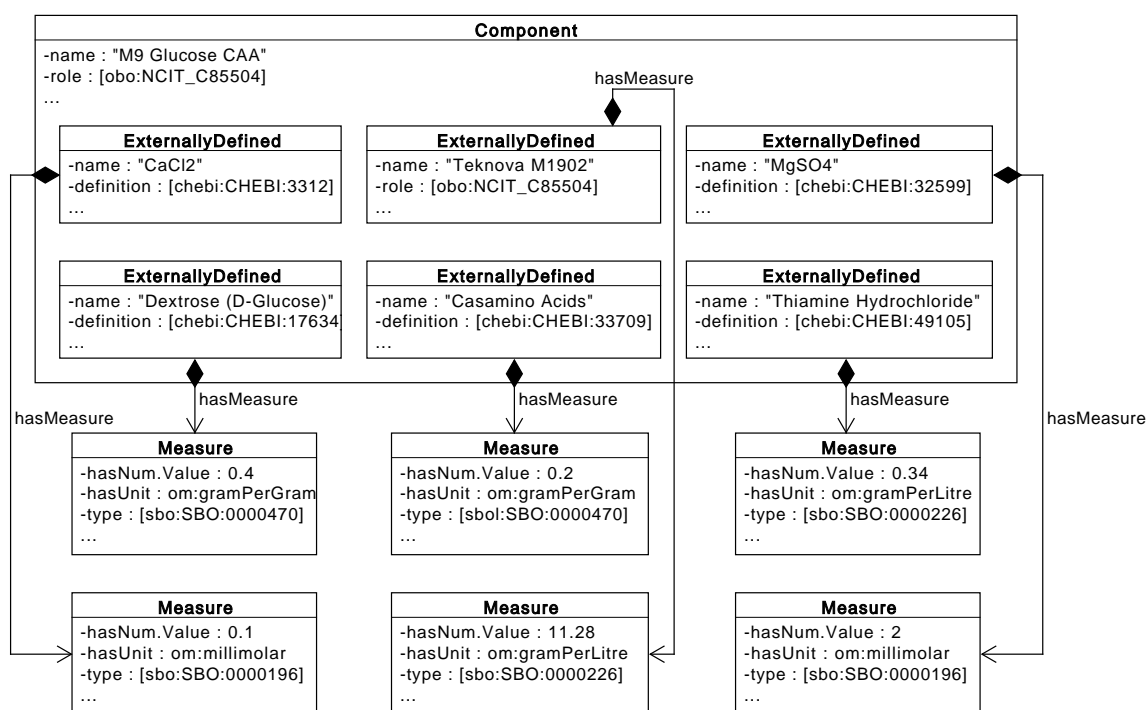 Component
-name : "M9 Glucose CAA"
-role : [obo:NCIT_C85504]
...
hasMeasure
ExternallyDefined
-name : "CaCl2"
-definition : [chebi:CHEBI:3312]
...
ExternallyDefined
-name : "Teknova M1902"
-role : [obo:NCIT_C85504]
...
ExternallyDefined
-name : "MgSO4"
-definition : [chebi:CHEBI:32599]
...
ExternallyDefined
-name : "Dextrose (D-Glucose)"
-definition : [chebi:CHEBI:17634]
...
ExternallyDefined
-name : "Casamino Acids"
-definition : [chebi:CHEBI:33709]
...
ExternallyDefined
-name : "Thiamine Hydrochloride"
-definition : [chebi:CHEBI:49105]
...
hasMeasure
hasMeasure
hasMeasure
hasMeasure
hasMeasure
Measure
-hasNum.Value : 0.4
-hasUnit : om:gramPerGram
-type : [sbo:SBO:0000470]
...
Measure
-hasNum.Value : 0.2
-hasUnit : om:gramPerGram
-type : [sbol:SBO:0000470]
...
Measure
-hasNum.Value : 0.34
-hasUnit : om:gramPerLitre
-type : [sbo:SBO:0000226]
...
Measure
-hasNum.Value : 0.1
-hasUnit : om:millimolar
-type : [sbo:SBO:0000196]
...
Measure
-hasNum.Value : 11.28
-hasUnit : om:gramPerLitre
-type : [sbo:SBO:0000226]
...
Measure
-hasNum.Value : 2
-hasUnit : om:millimolar
-type : [sbo:SBO:0000196]
...